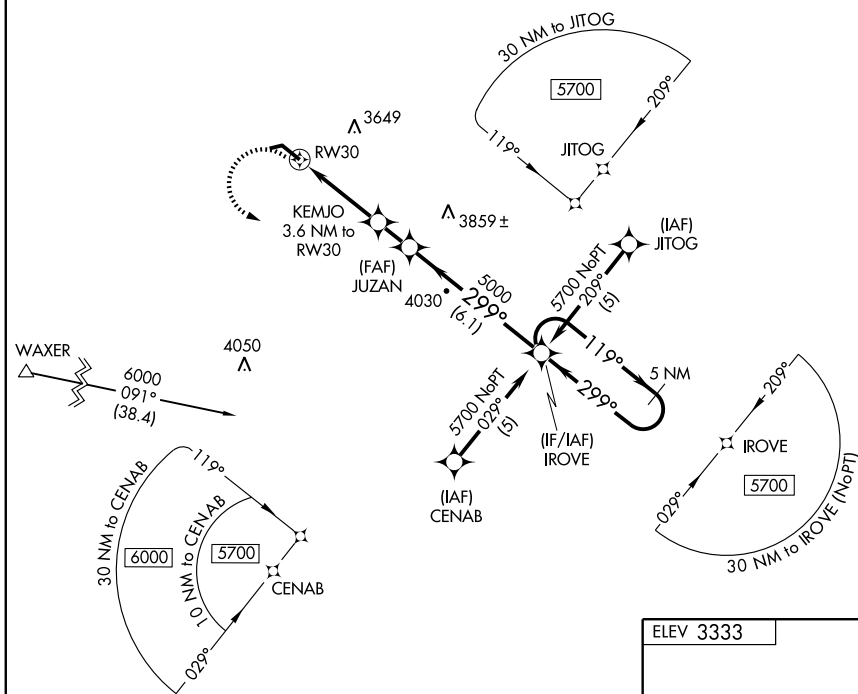 30 NM to JITOG
5700
209°
119°
JITOG
3649
RW30
KEMJO
3.6 NM to
RW30
3859 ±
(IAF)
JITOG
(FAF)
JUZAN
5000
299°
(6.1)
4030
5700 NoPT
209°
(5)
WAXER
6000
091°
(38.4)
4050
119°
299°
5 NM
5700 NoPT
029°
(5)
(IF/IAF)
IROVE
(IAF)
CENAB
209°
IROVE
5700
029°
30 NM to IROVE (NoPT)
119°
30 NM to CENAB
6000
10 NM to CENAB
5700
CENAB
029°
ELEV 3333